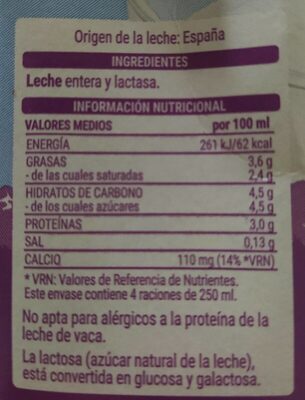 Origen de la leche: España
INGREDIENTES
Leche entera y lactasa.
INFORMACIÓN NUTRICIONAL
VALORES MEDIOS por 100 ml
ENERGÍA 261 kJ/62 kcal
GRASAS 3,6 g
- de las cuales saturadas 2,4 g
HIDRATOS DE CARBONO 4,5 g
- de los cuales azúcares 4,5 g
PROTEÍNAS 3,0 g
SAL 0,13 g
CALCIO 110 mg (14% *VRN)
* VRN: Valores de Referencia de Nutrientes.
Este envase contiene 4 raciones de 250 ml.
No apta para alérgicos a la proteína de la
leche de vaca.
La lactosa (azúcar natural de la leche),
está convertida en glucosa y galactosa.